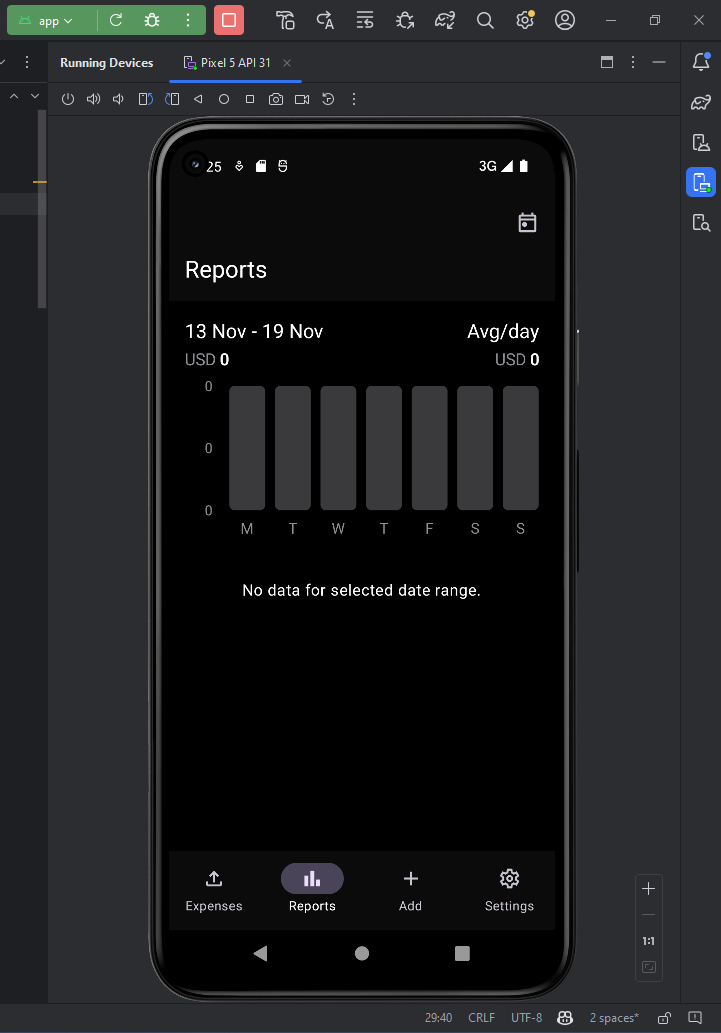 app
Running Devices
Pixel 5 API 31
25
3G
Reports
13 Nov - 19 Nov
Avg/day
USD 0
USD 0
0
0
0
M T W T F S S
No data for selected date range.
Expenses
Reports
Add
Settings
1:1
29:40 CRLF UTF-8 2 spaces*